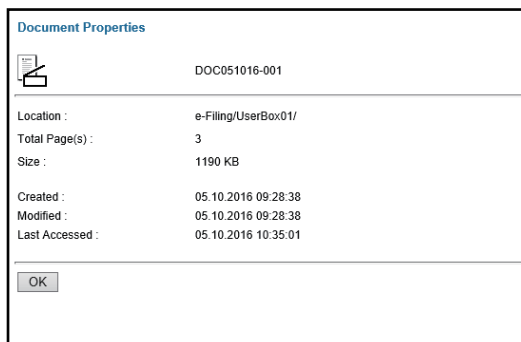 Document Properties
DOC051016-001
Location : e-Filing/UserBox01/
Total Page(s) : 3
Size : 1190 KB
Created : 05.10.2016 09:28:38
Modified : 05.10.2016 09:28:38
Last Accessed : 05.10.2016 10:35:01
OK